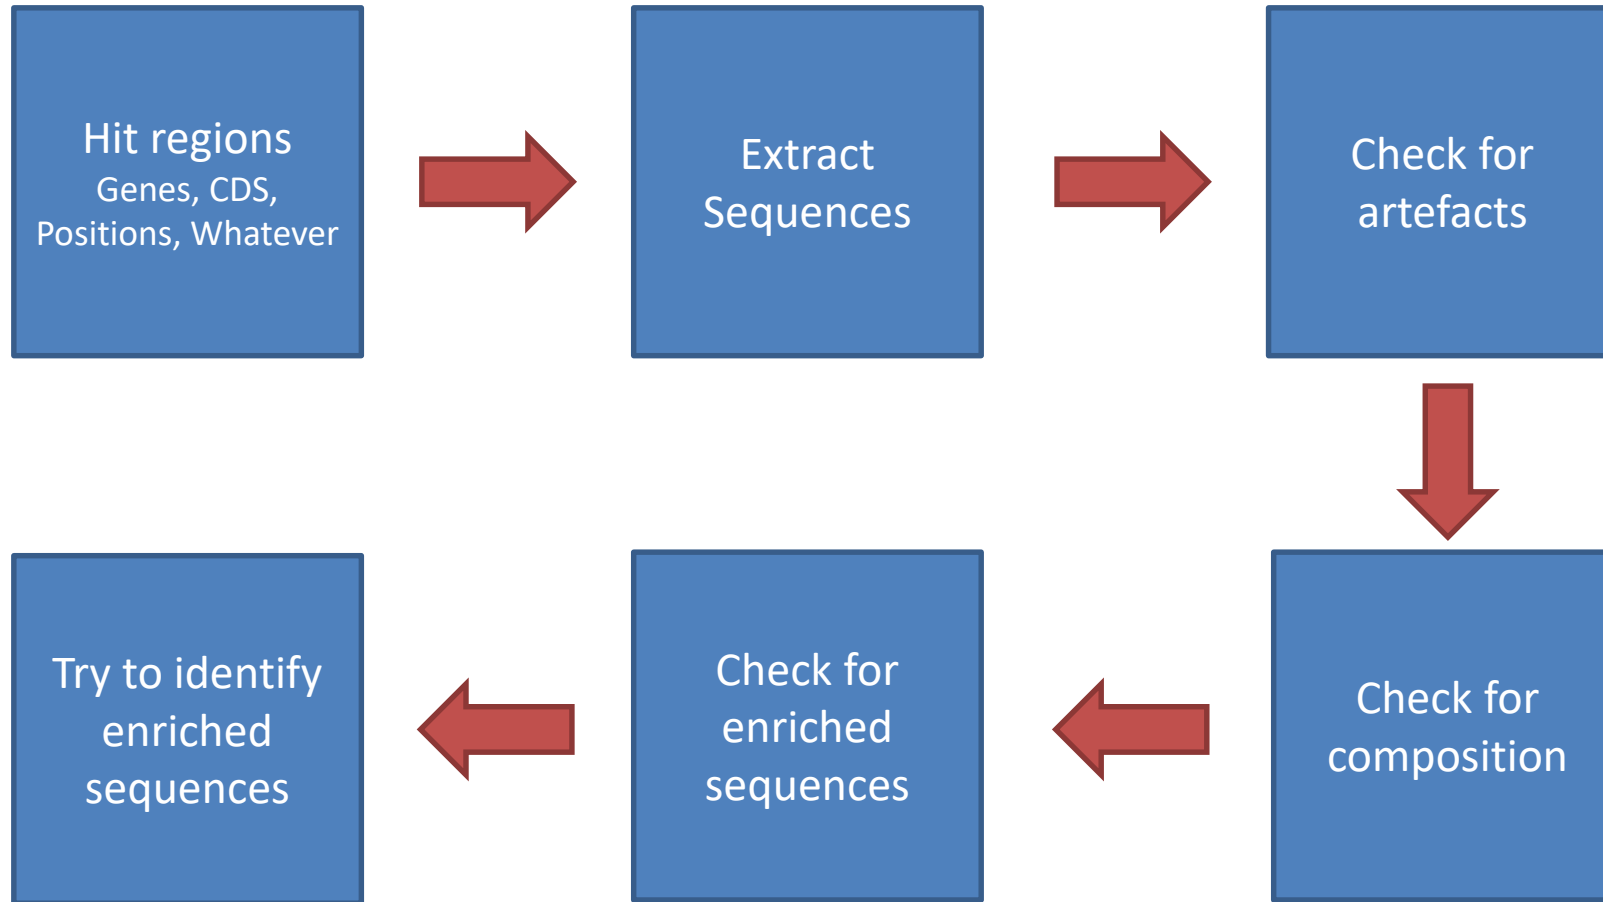 Hit regions
Genes, CDS,
Positions, Whatever
Extract
Sequences
Check for
artefacts
Check for
composition
Check for
enriched
sequences
Try to identify
enriched
sequences